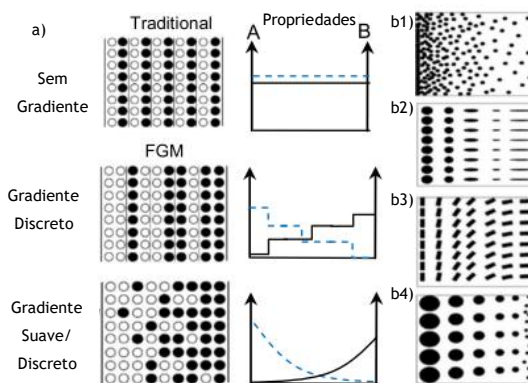 a)
Traditional
Propriedades
b1)
A
B
Sem
Gradiente
b2)
FGM
Gradiente
Discreto
b3)
Gradiente
Suave/
Discreto
b4)